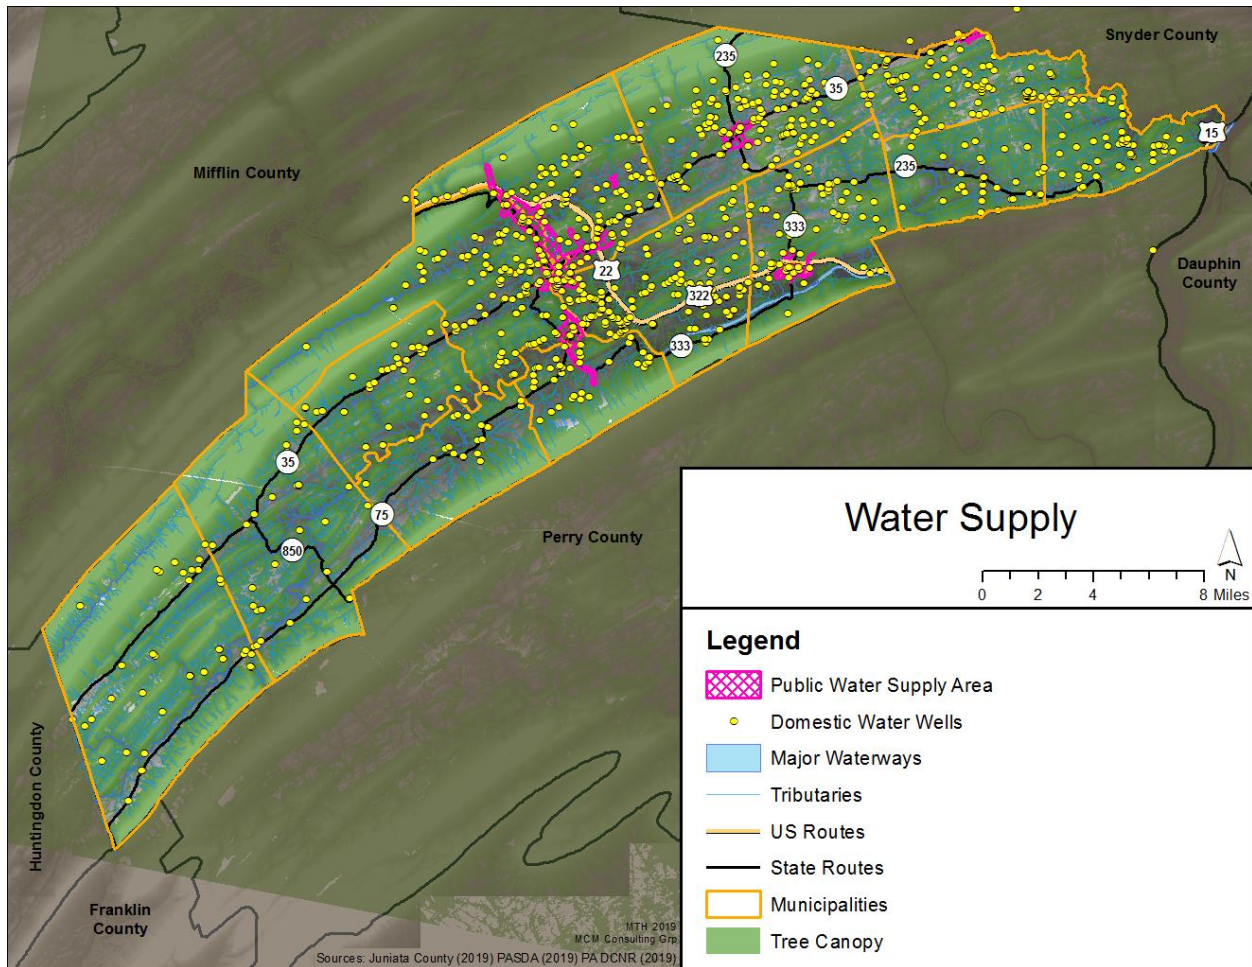 Snyder County
235
35
15
Mifflin County
235
333
22
Dauphin
County
322
333
35
75
850
Perry County
Huntingdon County
Franklin
County
MTH 2019
MCM Consulting Grp
Sources: Juniata County (2019) PASDA (2019) PA DCNR (2019)
Water Supply
N
0 2 4 8 Miles
Legend
Public Water Supply Area
Domestic Water Wells
Major Waterways
Tributaries
US Routes
State Routes
Municipalities
Tree Canopy